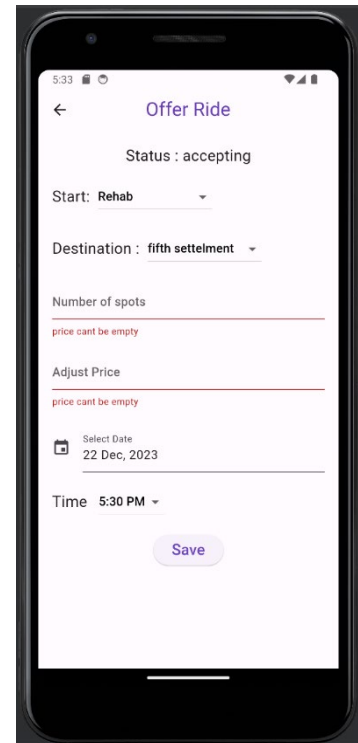 5:33
Offer Ride
Status : accepting
Start: Rehab
Destination : fifth settelment
Number of spots
price cant be empty
Adjust Price
price cant be empty
Select Date
22 Dec, 2023
Time 5:30 PM
Save